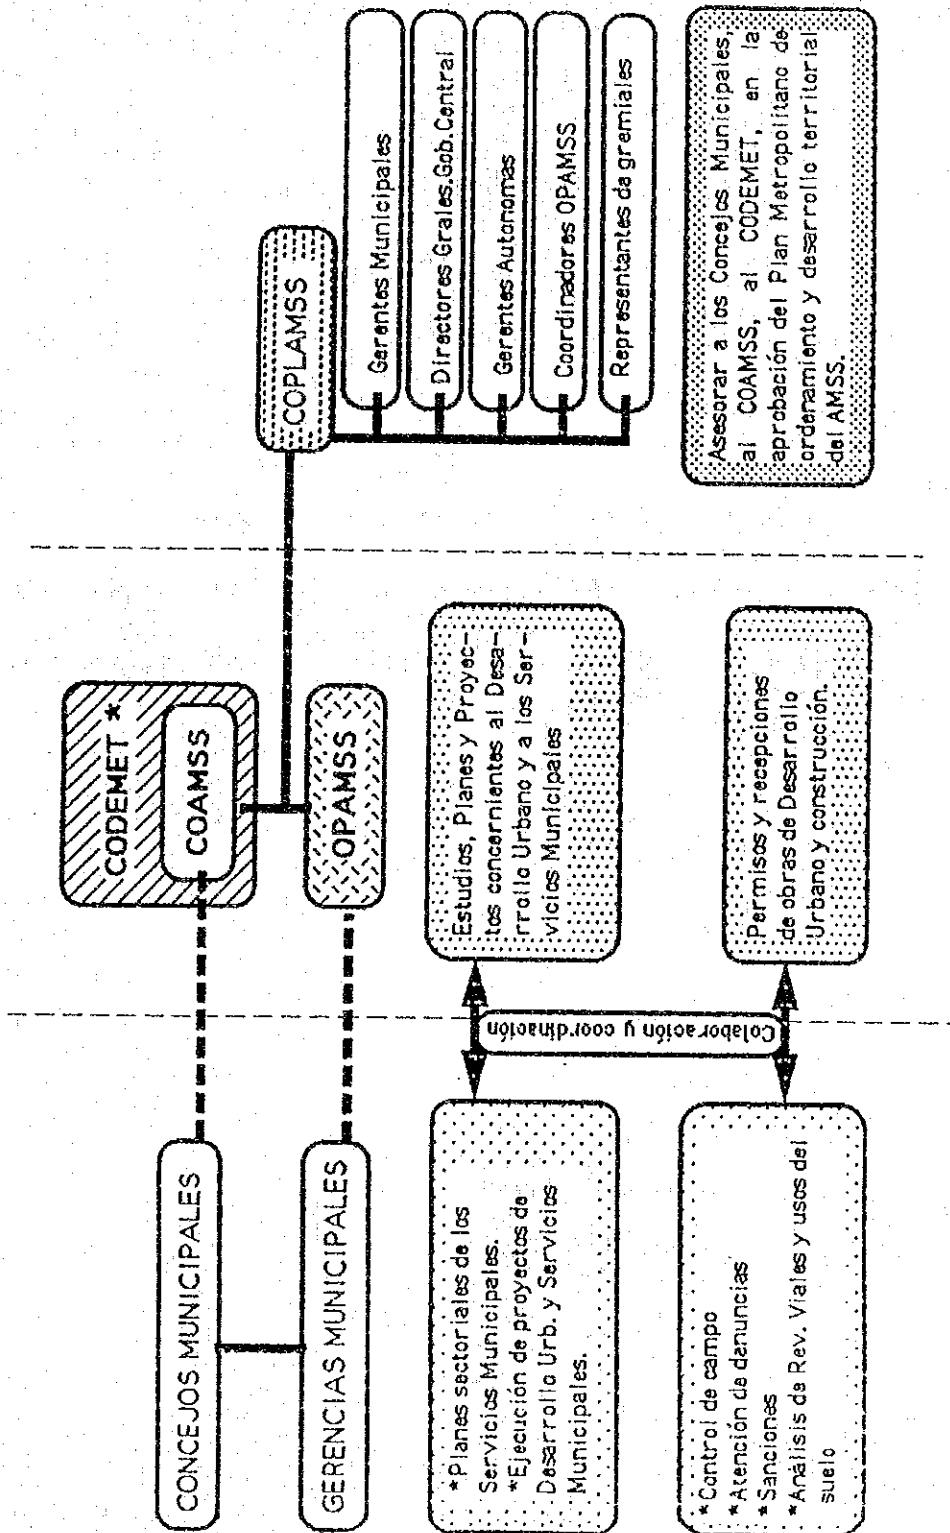 CONCEJOS MUNICIPALES
GERENCIAS MUNICIPALES
*Planes sectoriales de los
Servicios Municipales.
*Ejecución de proyectos de
Desarrollo Urb. y Servicios
Municipales.
*Control de campo
*Atención de denuncias
*Sanciones
*Análisis de Rev. Viales y usos del
suelo
Colaboración y coordinación
CODEMET *
COAMSS
OPAMSS
Estudios, Planes y Proyec-
tos concernientes al Desa-
rrollo Urbano y a los Ser-
vicios Municipales
Permisos y recepciones
de obras de Desarrollo
Urbano y construcción.
COPLAMSS
Gerentes Municipales
Directores Grales.Gob.Central
Gerentes Autonomas
Coordinadores OPAMSS
Representantes de gremiales
Asesorar a los Concejos Municipales,
al COAMSS, al CODEMET, en la
aprobación del Plan Metropolitano de
ordenamiento y desarrollo territorial
del AMSS.